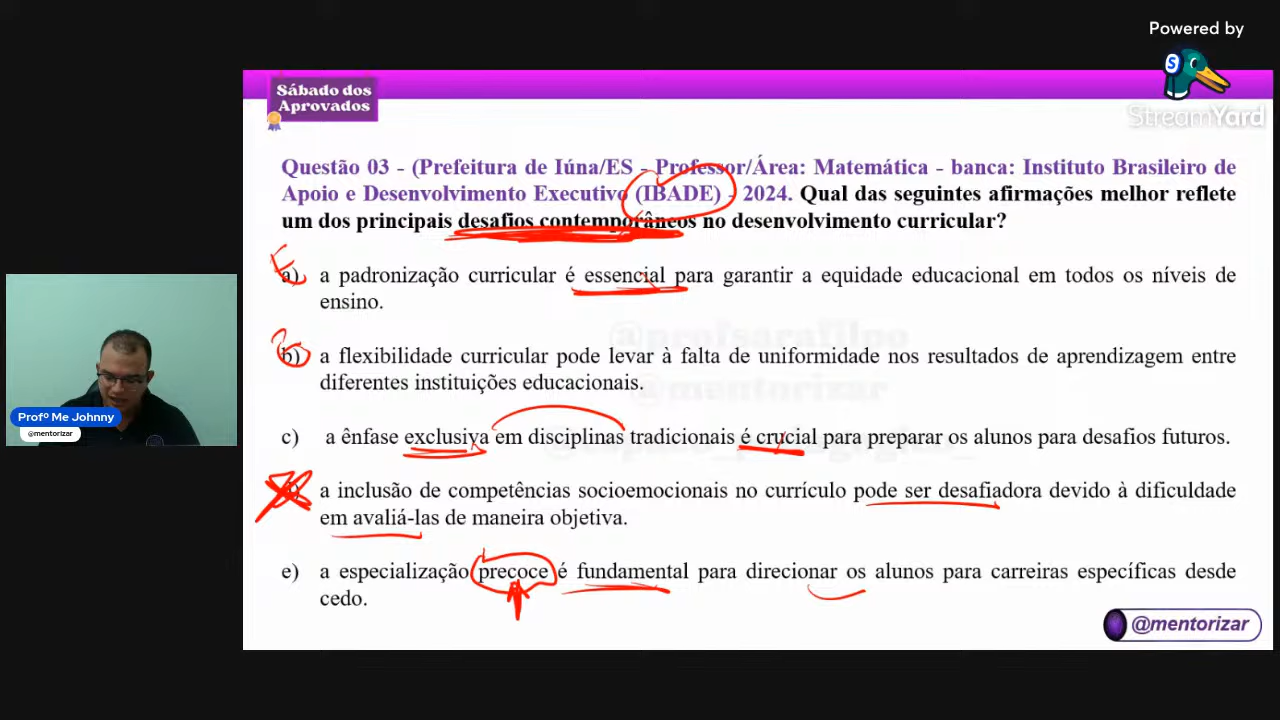 Powered by
S
StreamYard
Sábado dos
Aprovados
Questão 03 - (Prefeitura de Iúna/ES - Professor/Área: Matemática - banca: Instituto Brasileiro de
Apoio e Desenvolvimento Executivo (IBADE) - 2024. Qual das seguintes afirmações melhor reflete
um dos principais desafios contemporâneos no desenvolvimento curricular?
a) a padronização curricular é essencial para garantir a equidade educacional em todos os níveis de
ensino.
b) a flexibilidade curricular pode levar à falta de uniformidade nos resultados de aprendizagem entre
diferentes instituições educacionais.
@profsarafilpo
@mentorizar
c) a ênfase exclusiva em disciplinas tradicionais é crucial para preparar os alunos para desafios futuros.
a inclusão de competências socioemocionais no currículo pode ser desafiadora devido à dificuldade
em avaliá-las de maneira objetiva.
e) a especialização precoce é fundamental para direcionar os alunos para carreiras específicas desde
cedo.
Profº Me Johnny
@mentorizar
@mentorizar